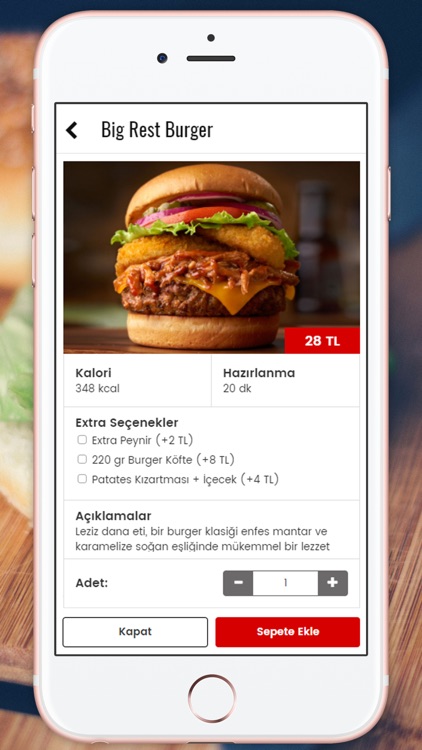 Big Rest Burger
28 TL
Kalori
348 kcal
Hazırlanma
20 dk
Extra Seçenekler
Extra Peynir (+2 TL)
220 gr Burger Köfte (+8 TL)
Patates Kızartması + İçecek (+4 TL)
Açıklamalar
Leziz dana eti, bir burger klasiği enfes mantar ve
karamelize soğan eşliğinde mükemmel bir lezzet
Adet:
1
Kapat
Sepete Ekle